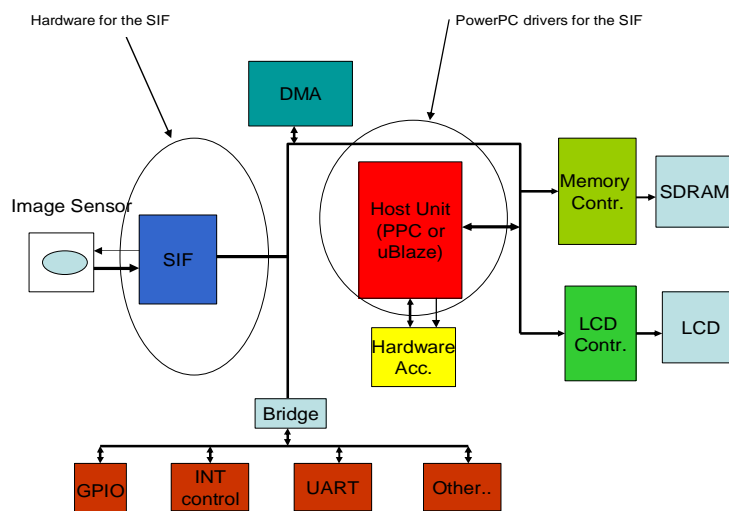 Hardware for the SIF
PowerPC drivers for the SIF
DMA
Image Sensor
SIF
Host Unit
(PPC or
uBlaze)
Memory
Contr.
SDRAM
Hardware
Acc.
LCD
Contr.
LCD
Bridge
GPIO
INT
control
UART
Other..